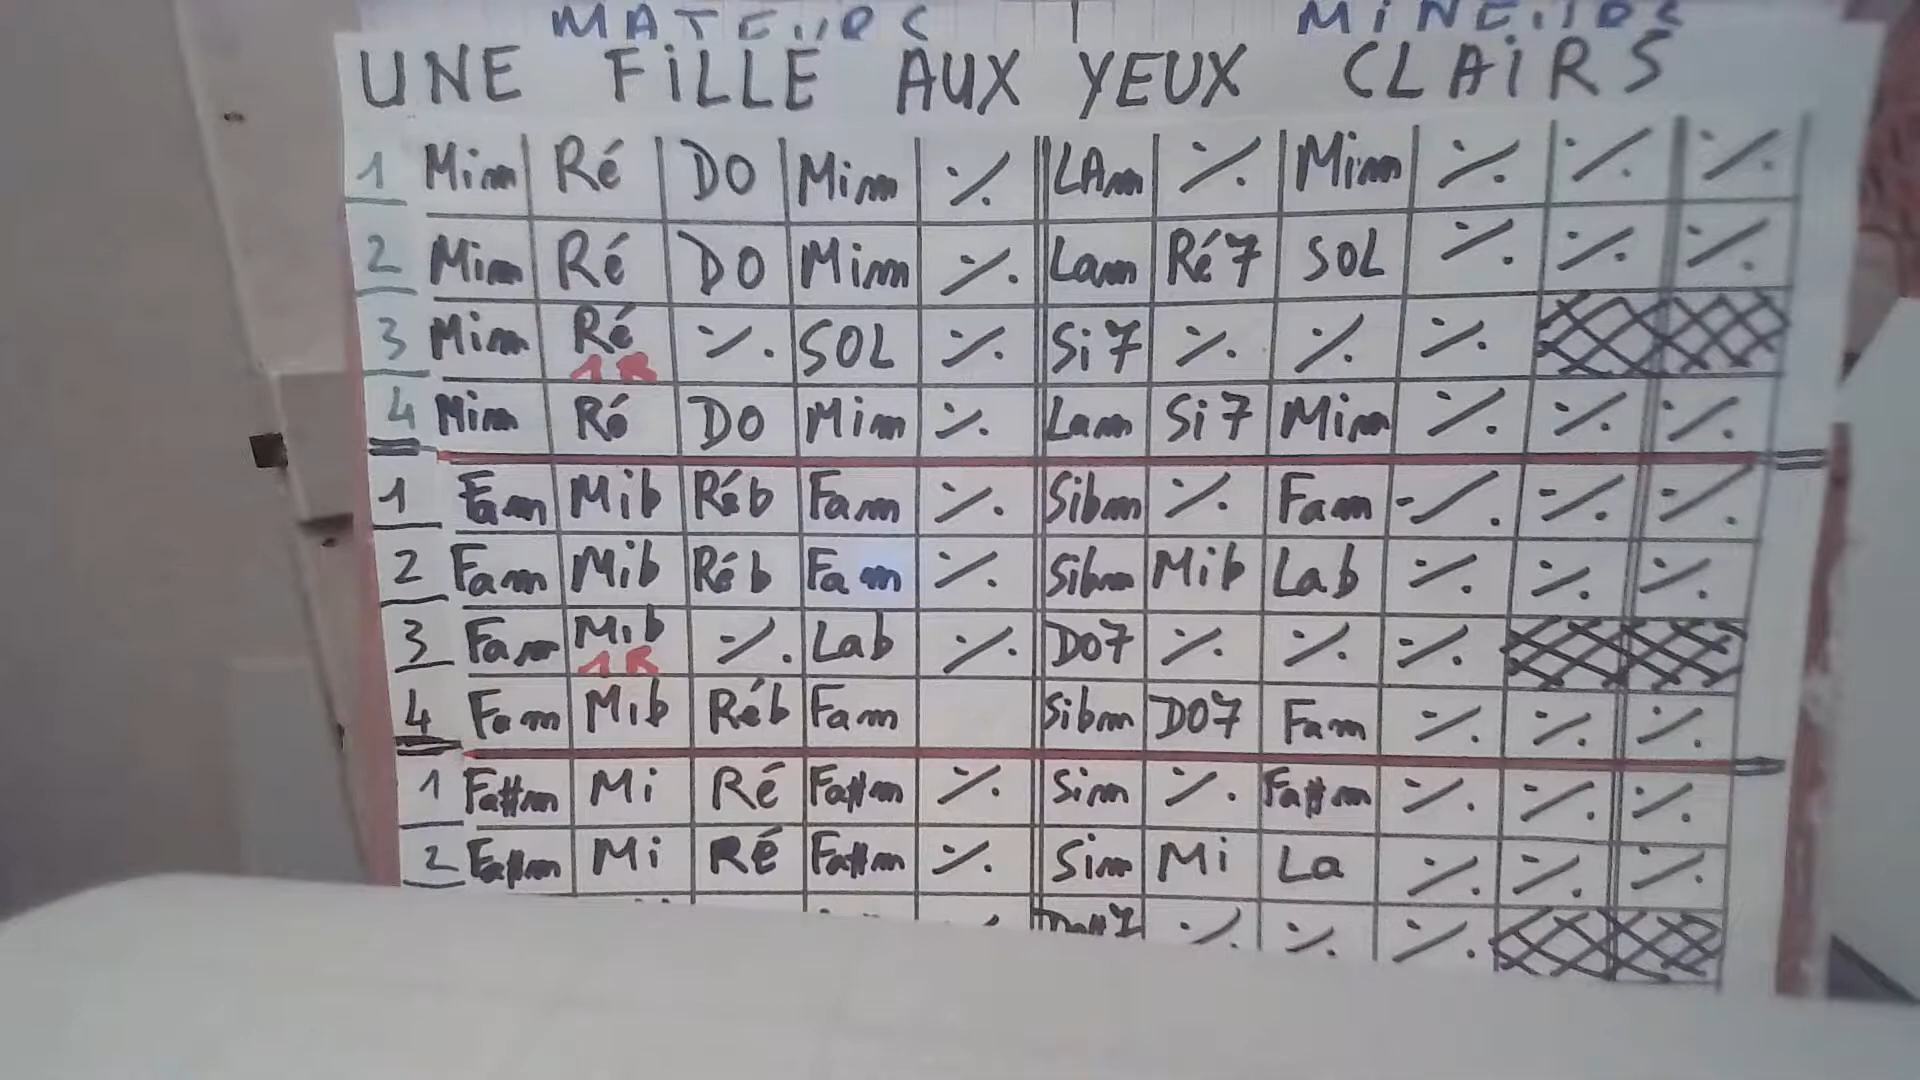 UNE FiLLE AUX YEUX CLAiRS
1 Mim Ré DO Mim ٪ LAm ٪ Mim ٪ ٪ ٪
2 Mim Ré DO Mim ٪ Lam Ré7 SOL ٪ ٪ ٪
3 Mim Ré ٪ SOL ٪ Si7 ٪ ٪ ٪
4 Mim Ré DO Mim ٪ Lam Si7 Mim ٪ ٪ ٪
1 Fam Mib Réb Fam ٪ Sibm ٪ Fam ٪ ٪ ٪
2 Fam Mib Réb Fam ٪ Sibm Mib Lab ٪ ٪ ٪
3 Fam Mib ٪ Lab ٪ DO7 ٪ ٪ ٪
4 Fam Mib Réb Fam Sibm DO7 Fam ٪ ٪ ٪
1 Fa#m Mi Ré Fa#m ٪ Sim ٪ Fa#m ٪ ٪ ٪
2 Fa#m Mi RÉ Fa#m ٪ Sim Mi La ٪ ٪ ٪
٪ ٪ ٪